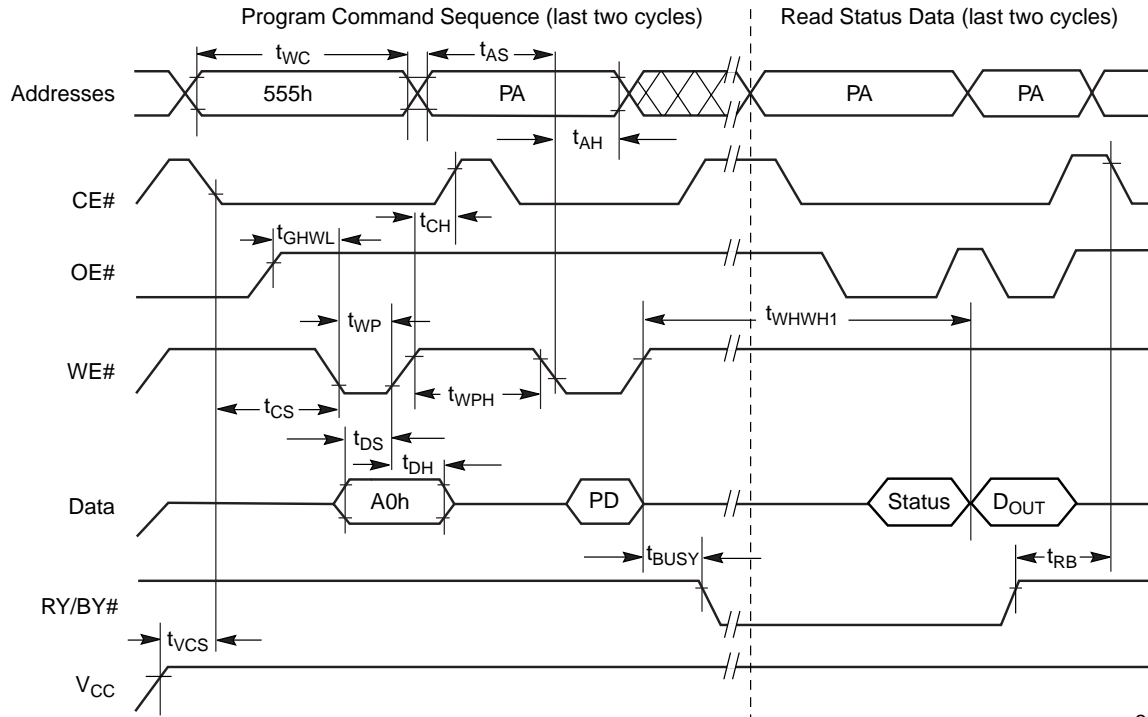 Program Command Sequence (last two cycles) Read Status Data (last two cycles)
tWC tAS
Addresses 555h PA PA PA
tAH
CE#
tCH
tGHWL
OE#
tWP tWHWH1
WE#
tCS tWPH
tDS
tDH
Data A0h PD Status DOUT
tBUSY tRB
RY/BY#
tVCS
VCC